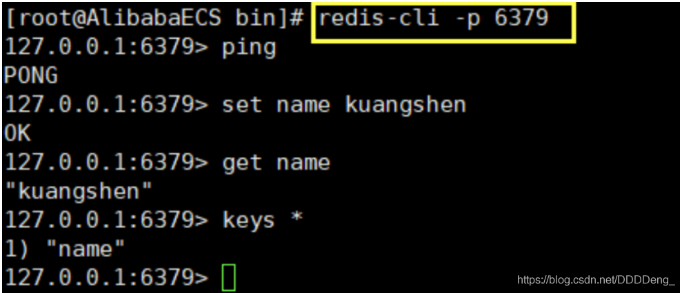 [root@AlibabaECS bin]# redis-cli -p 6379
127.0.0.1:6379> ping
PONG
127.0.0.1:6379> set name kuangshen
OK
127.0.0.1:6379> get name
"kuangshen"
127.0.0.1:6379> keys *
1) "name"
127.0.0.1:6379>
https://blog.csdn.net/DDDDeng_